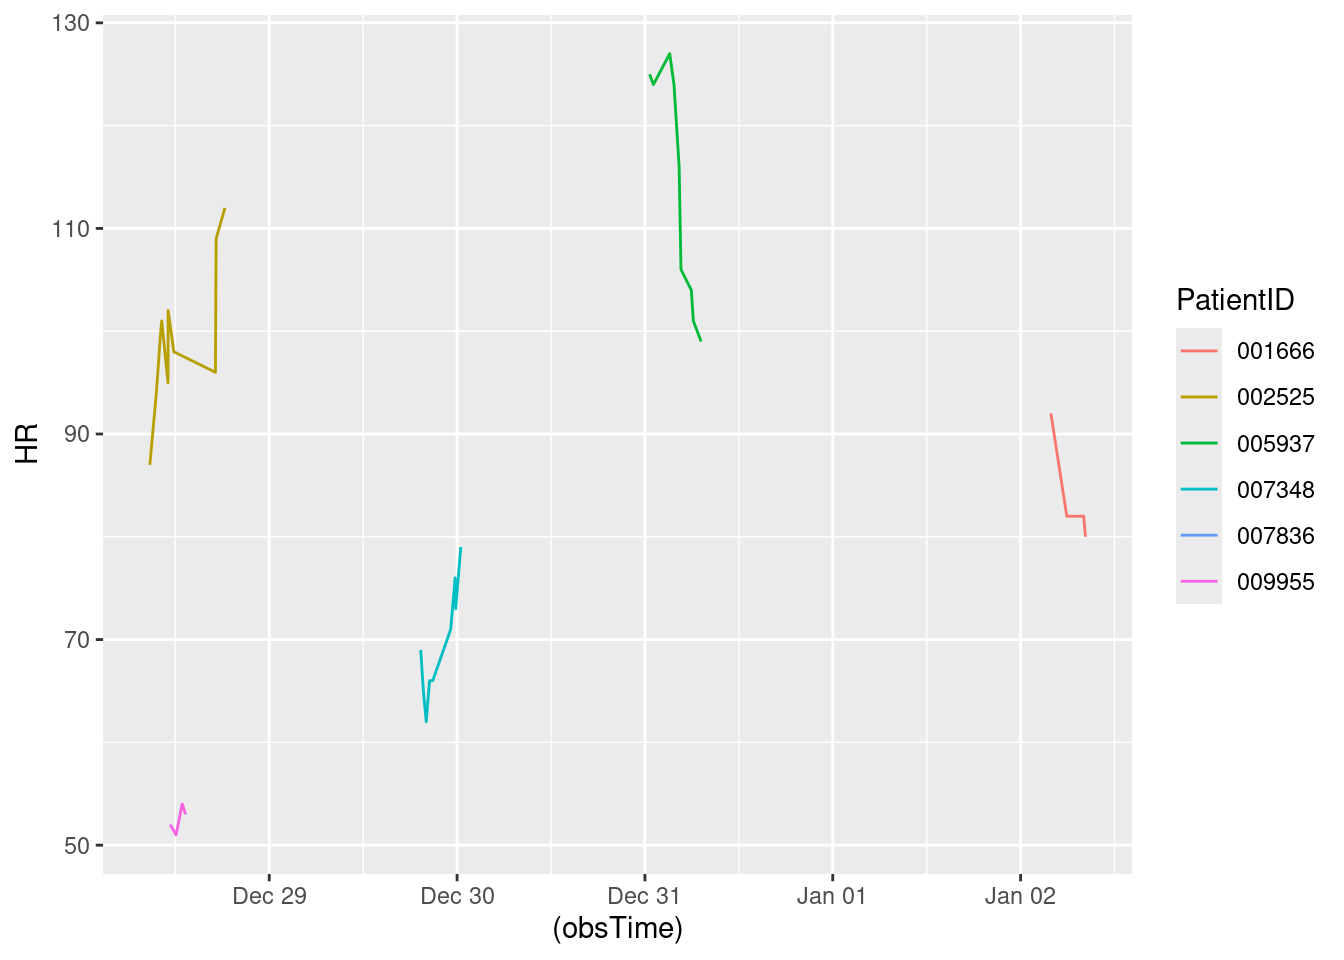 130
110
90
70
50
HR
Dec 29
Dec 30
Dec 31
Jan 01
Jan 02
(obsTime)
PatientID
001666
002525
005937
007348
007836
009955